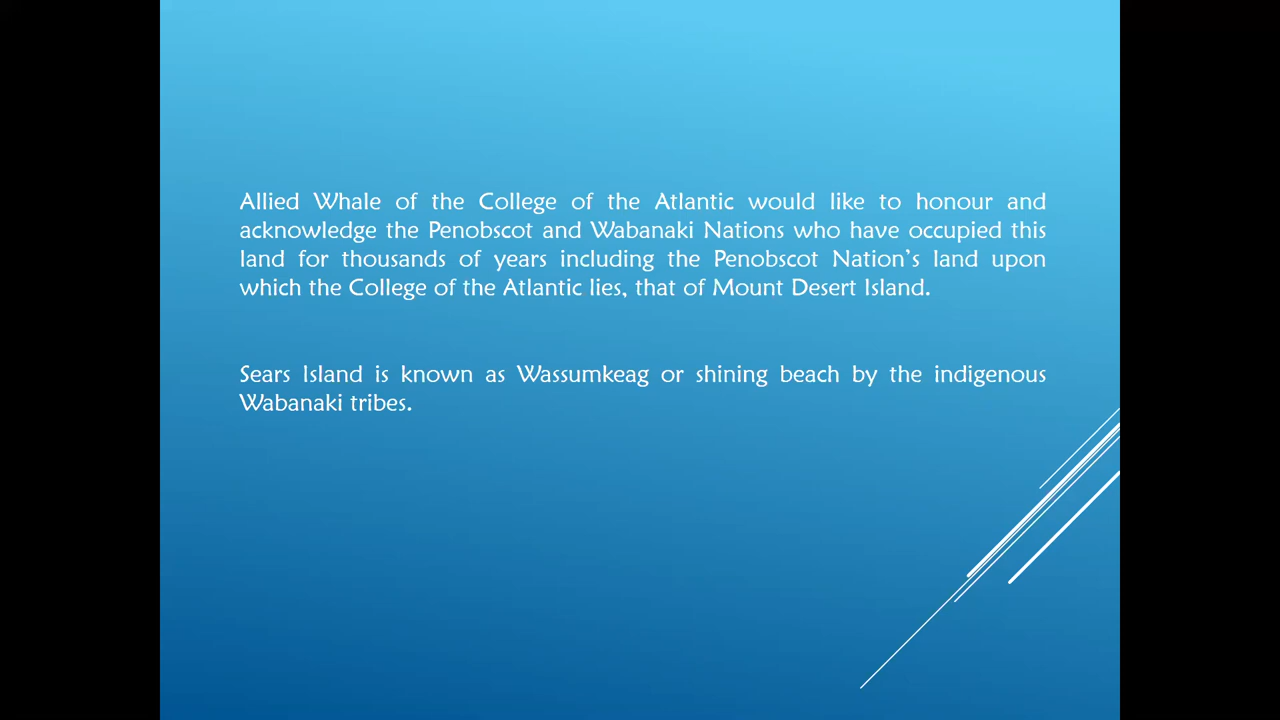 Allied Whale of the College of the Atlantic would like to honour and
acknowledge the Penobscot and Wabanaki Nations who have occupied this
land for thousands of years including the Penobscot Nation’s land upon
which the College of the Atlantic lies, that of Mount Desert Island.
Sears Island is known as Wassumkeag or shining beach by the indigenous
Wabanaki tribes.